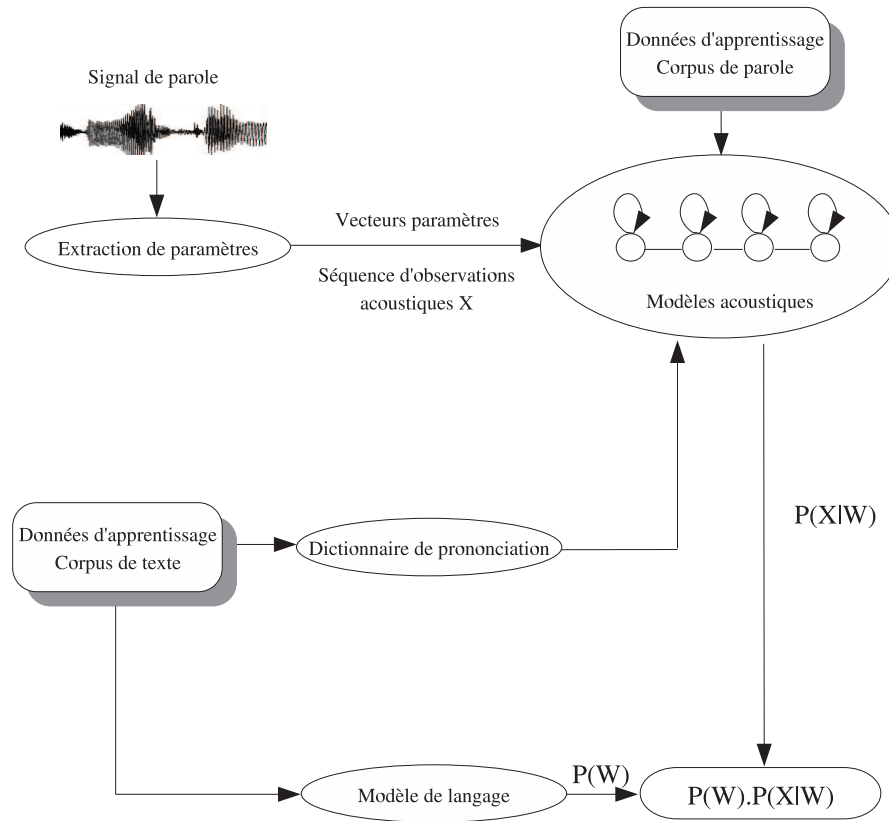 Données d'apprentissage
Corpus de parole
Signal de parole
Vecteurs paramètres
Extraction de paramètres
Séquence d'observations
acoustiques X
Modèles acoustiques
P(X|W)
Données d'apprentissage
Corpus de texte
Dictionnaire de prononciation
P(W)
Modèle de langage
P(W).P(X|W)